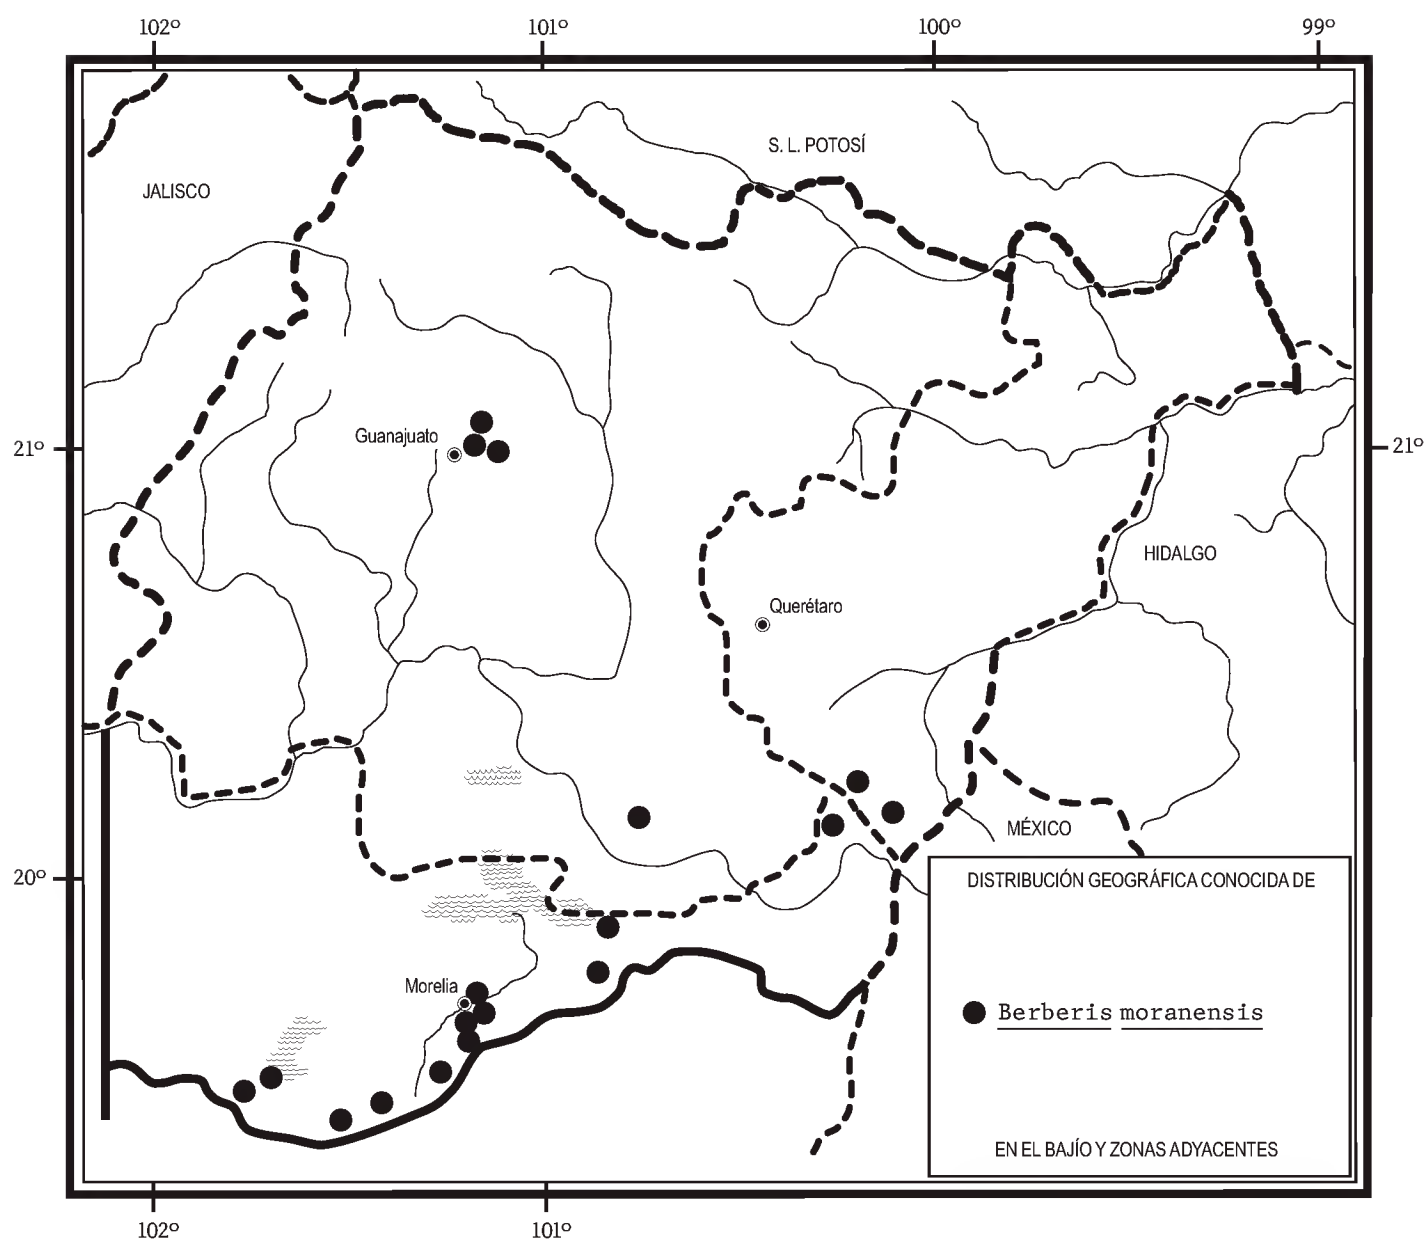 102º
101º
100º
99º
S. L. POTOSÍ
JALISCO
Guanajuato
21º
21º
HIDALGO
Querétaro
MÉXICO
20º
DISTRIBUCIÓN GEOGRÁFICA CONOCIDA DE
Morelia
Berberis moranensis
EN EL BAJÍO Y ZONAS ADYACENTES
102º
101º